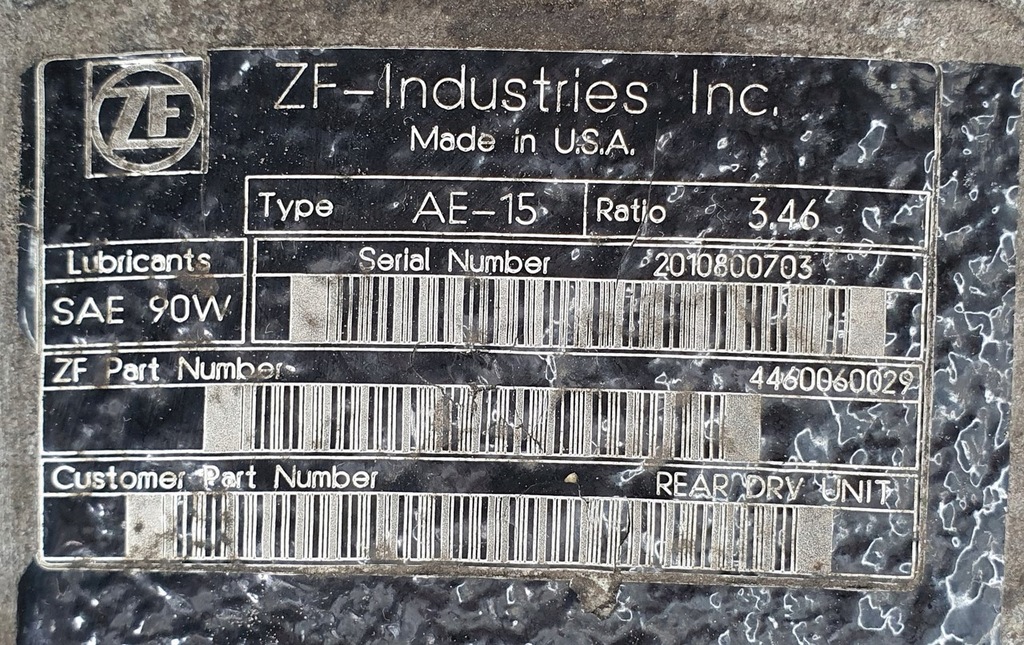 ZF
ZF-Industries Inc.
Made in U.S.A.
Type AE-15 Ratio 3.46
Lubricants
SAE 90W
Serial Number 2010800703
ZF Part Number 4460060029
Customer Part Number REAR DRV UNIT